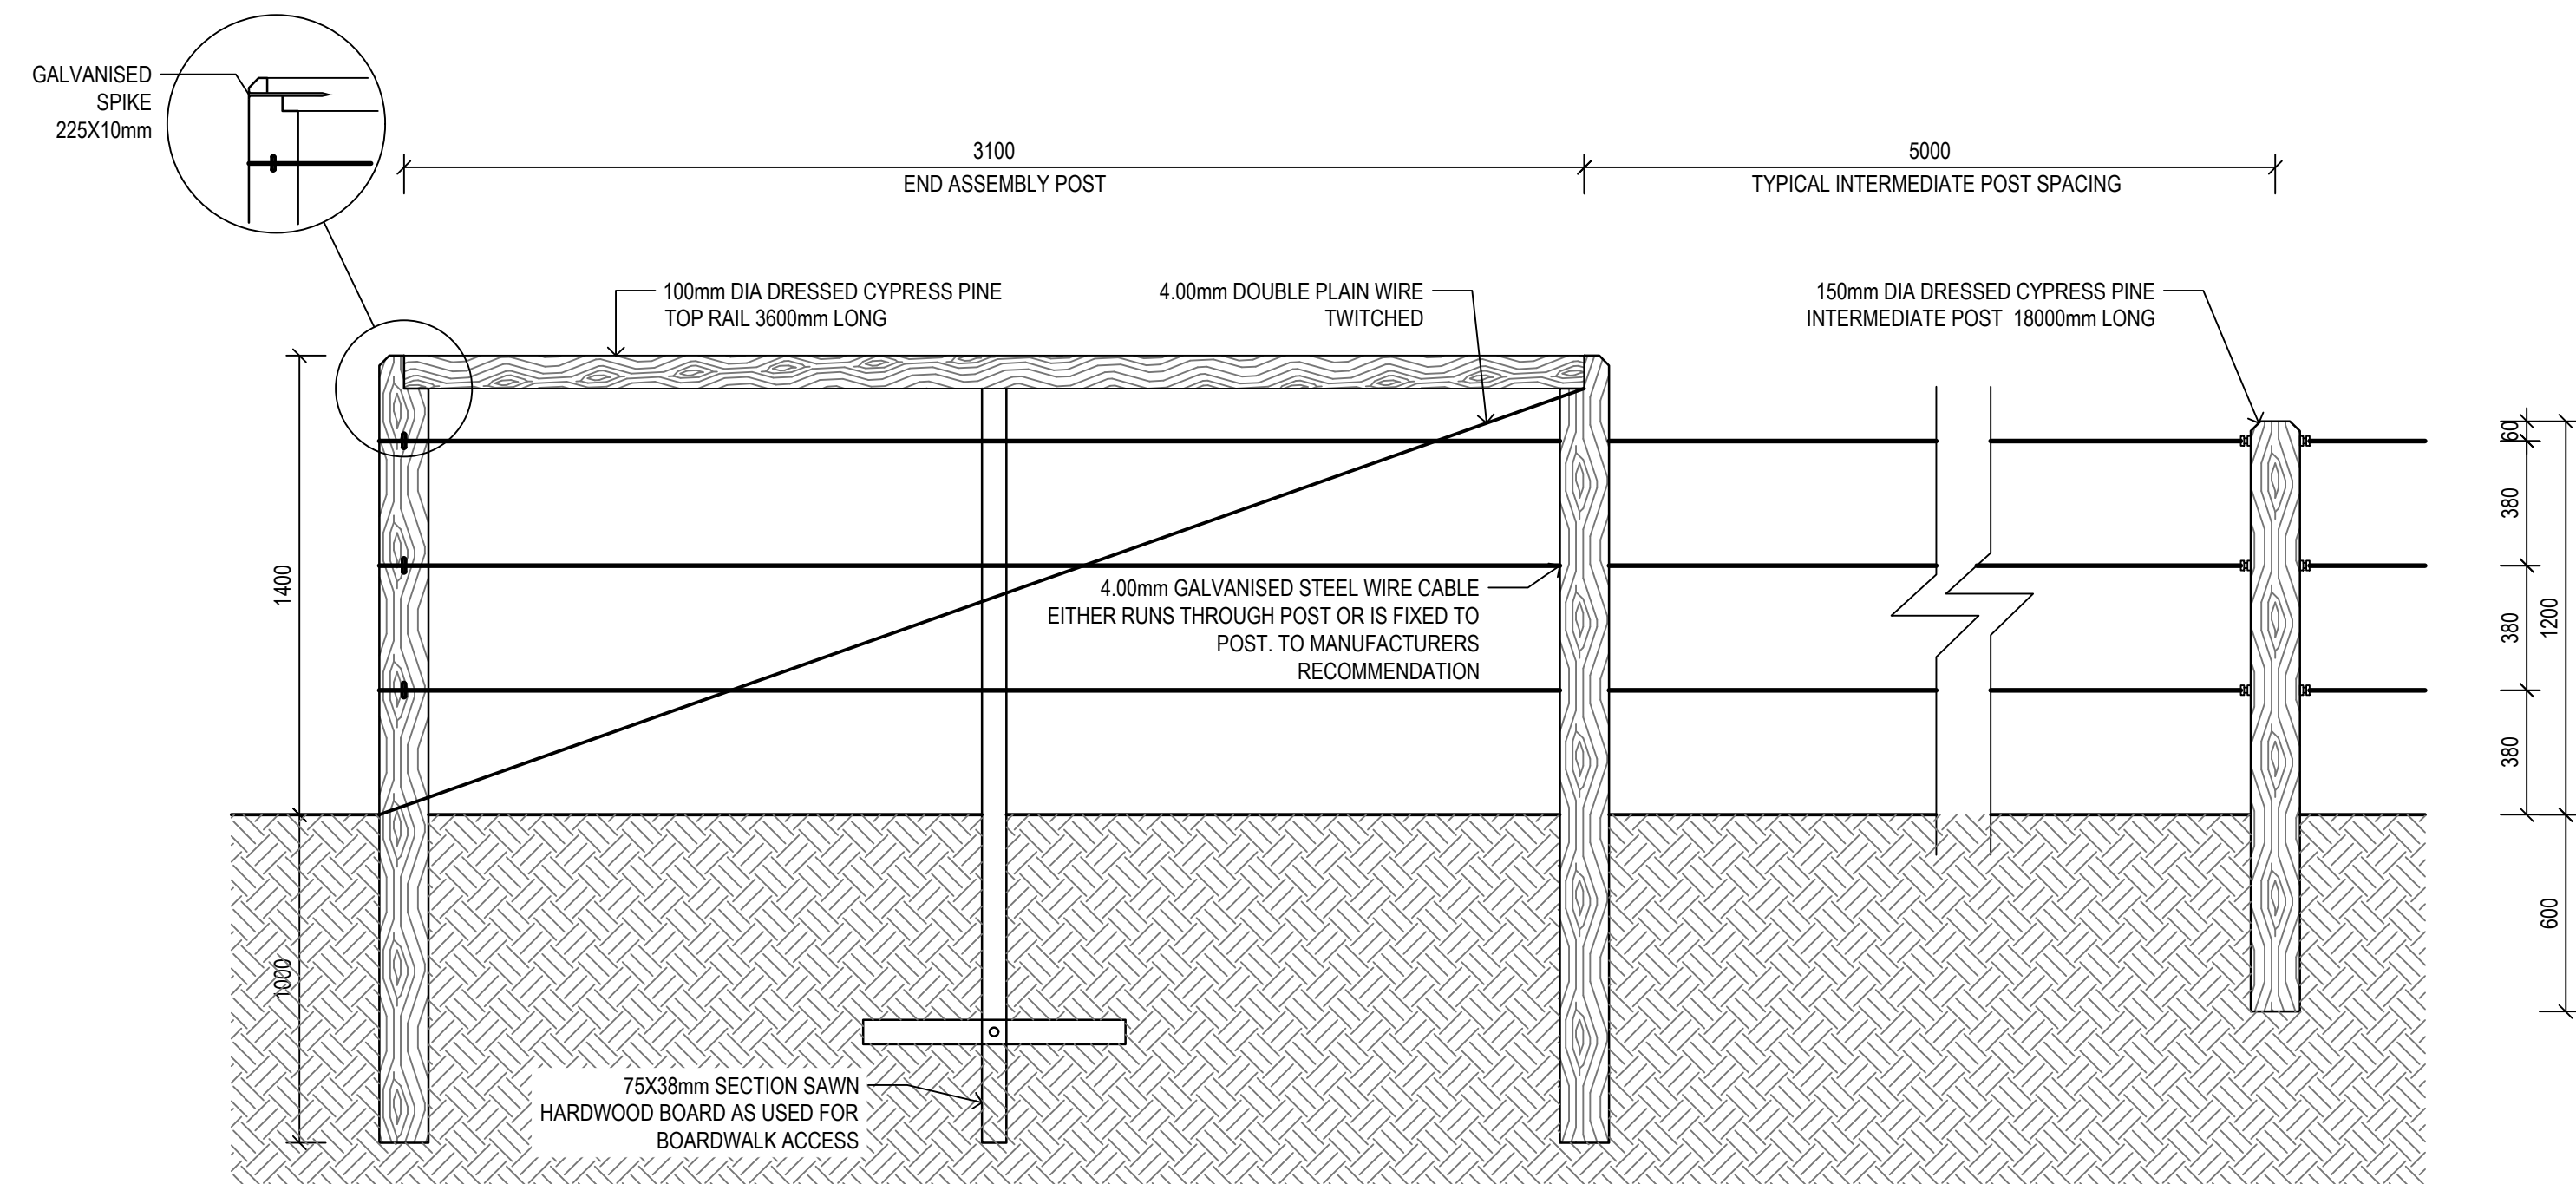 GALVANISED
SPIKE
225X10mm
3100
END ASSEMBLY POST
5000
TYPICAL INTERMEDIATE POST SPACING
100mm DIA DRESSED CYPRESS PINE
TOP RAIL 3600mm LONG
4.00mm DOUBLE PLAIN WIRE
TWITCHED
150mm DIA DRESSED CYPRESS PINE
INTERMEDIATE POST 18000mm LONG
60
380
1400
4.00mm GALVANISED STEEL WIRE CABLE
EITHER RUNS THROUGH POST OR IS FIXED TO
POST. TO MANUFACTURERS
RECOMMENDATION
380
1200
380
600
1000
75X38mm SECTION SAWN
HARDWOOD BOARD AS USED FOR
BOARDWALK ACCESS